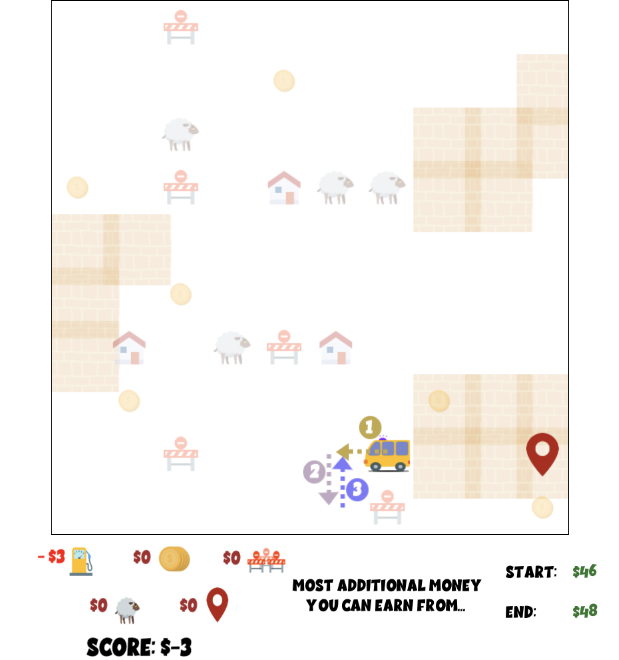 1
2
3
- $3
$0
$0
$0
$0
MOST ADDITIONAL MONEY
YOU CAN EARN FROM...
START: $46
END: $48
SCORE: $-3